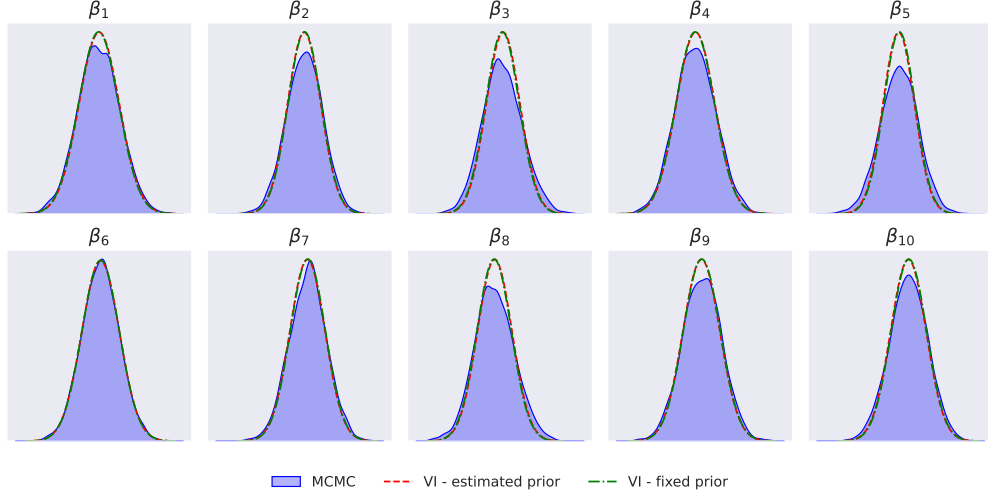 β₁ β₂ β₃ β₄ β₅
β₆ β₇ β₈ β₉ β₁₀
MCMC VI - estimated prior VI - fixed prior